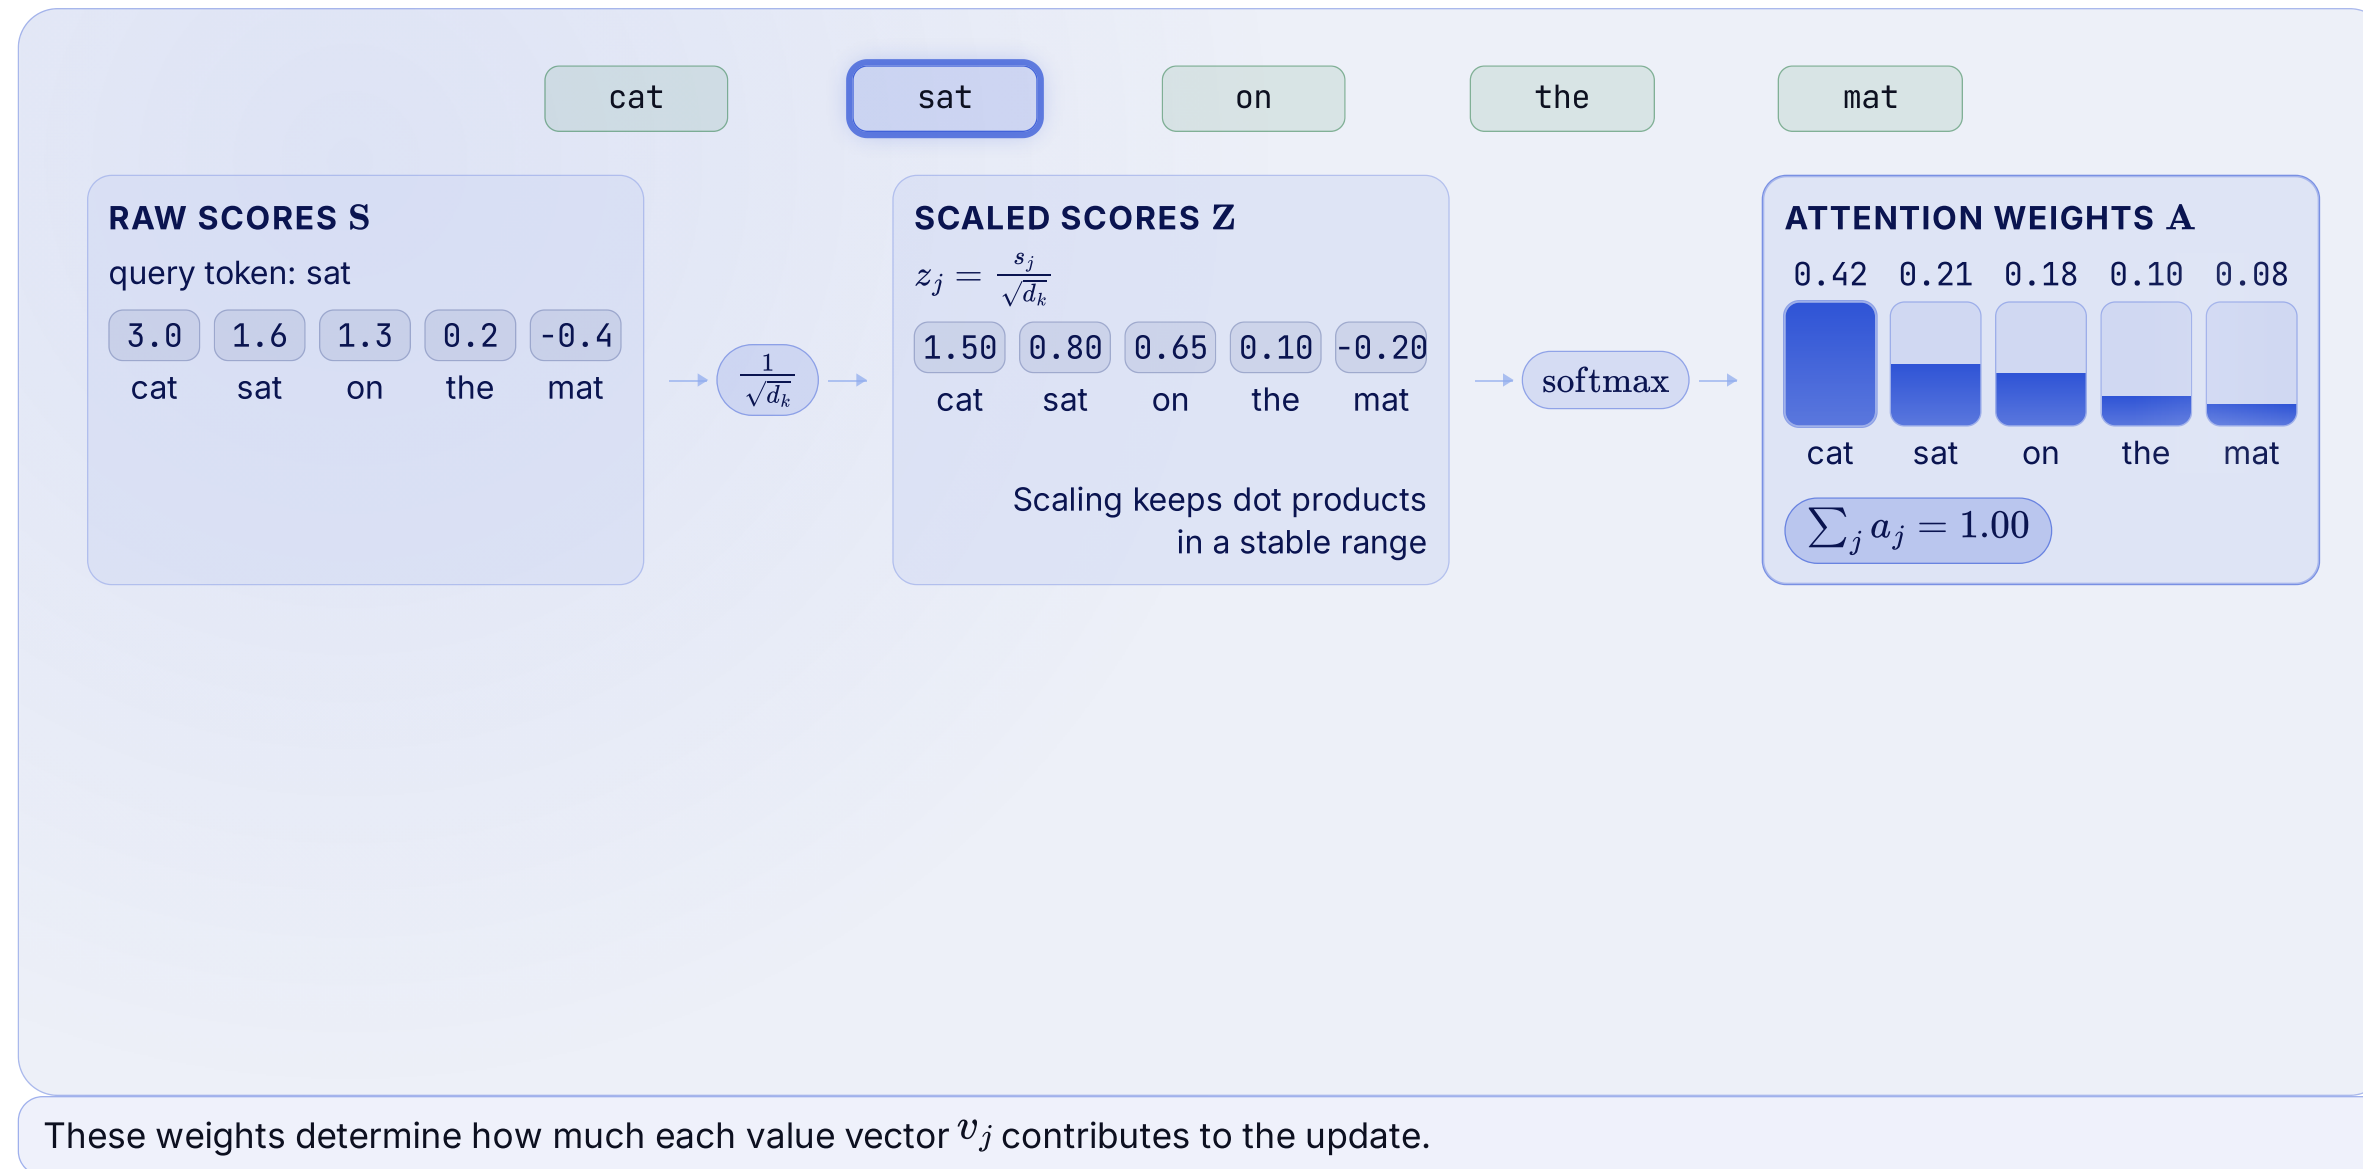 cat sat on the mat
RAW SCORES S
query token: sat
3.0 1.6 1.3 0.2 -0.4
cat sat on the mat
1/√d_k
SCALED SCORES Z
z_j = s_j/√d_k
1.50 0.80 0.65 0.10 -0.20
cat sat on the mat
Scaling keeps dot products
in a stable range
softmax
ATTENTION WEIGHTS A
0.42 0.21 0.18 0.10 0.08
cat sat on the mat
∑_j a_j = 1.00
These weights determine how much each value vector v_j contributes to the update.